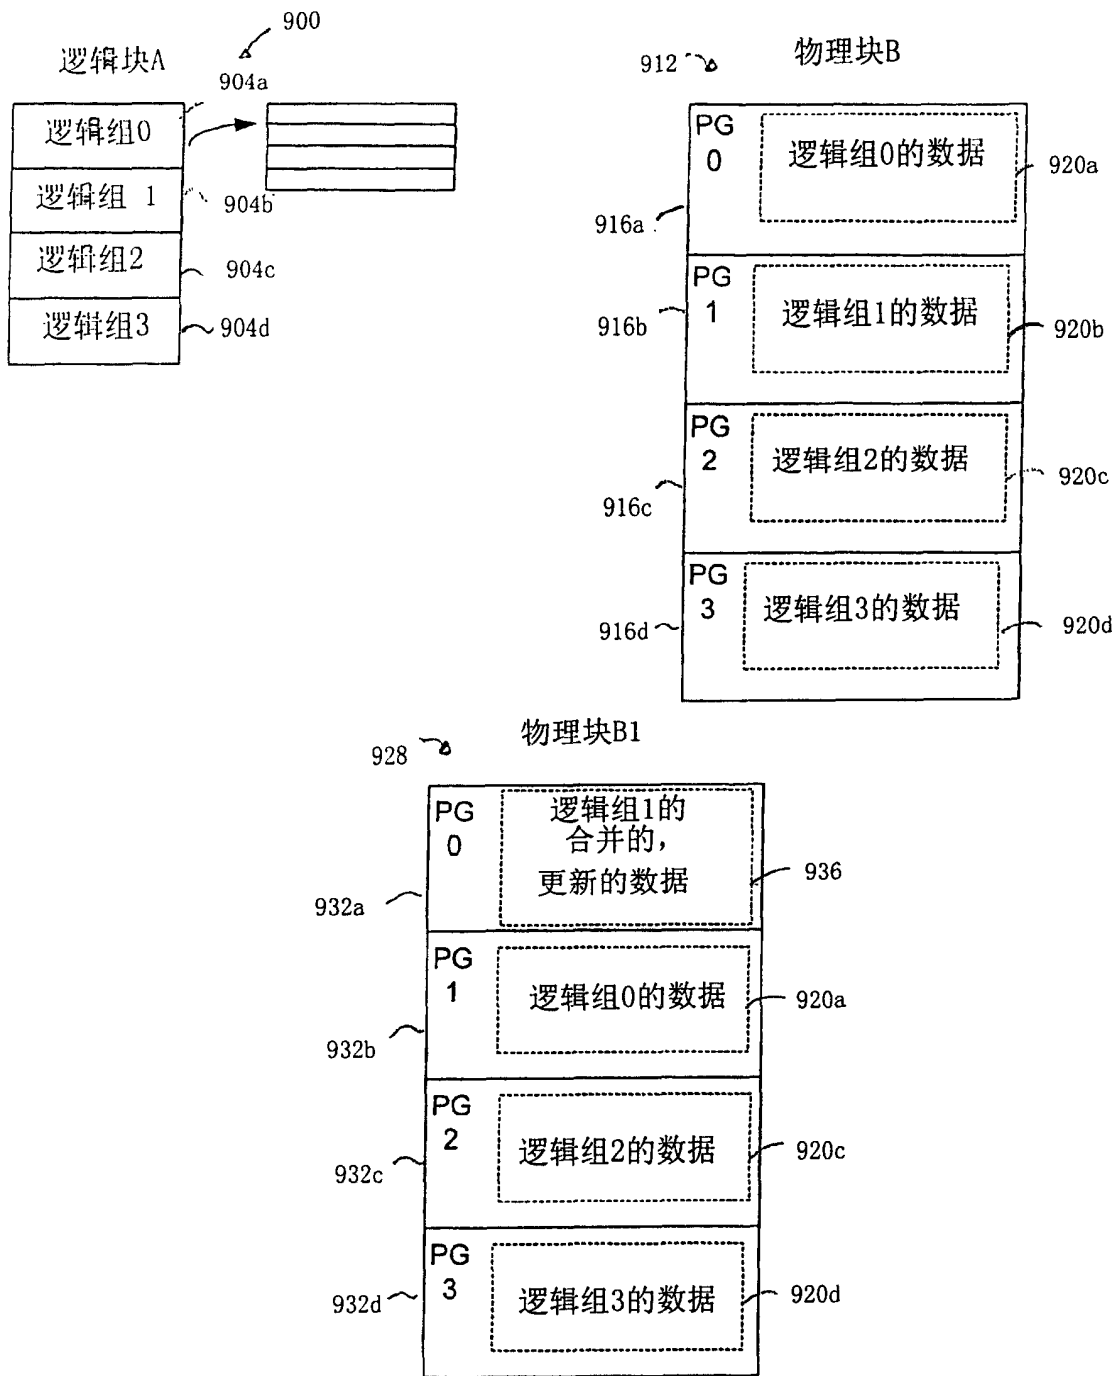 900
逻辑块A
904a
逻辑组0
逻辑组 1
904b
逻辑组2
904c
逻辑组3
904d
物理块B
912
PG
0
逻辑组0的数据
920a
916a
PG
1
逻辑组1的数据
920b
916b
PG
2
逻辑组2的数据
920c
916c
PG
3
逻辑组3的数据
920d
916d
物理块B1
928
PG
0
逻辑组1的
合并的,
更新的数据
936
932a
PG
1
逻辑组0的数据
920a
932b
PG
2
逻辑组2的数据
920c
932c
PG
3
逻辑组3的数据
920d
932d